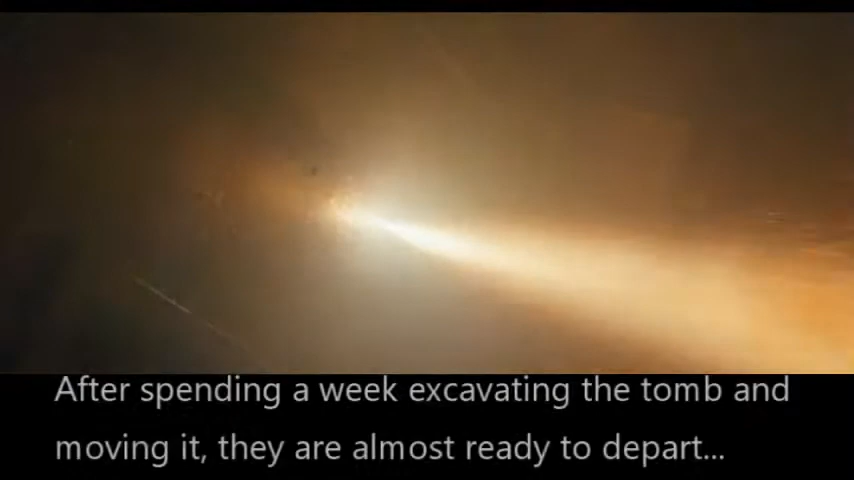 After spending a week excavating the tomb and
moving it, they are almost ready to depart...